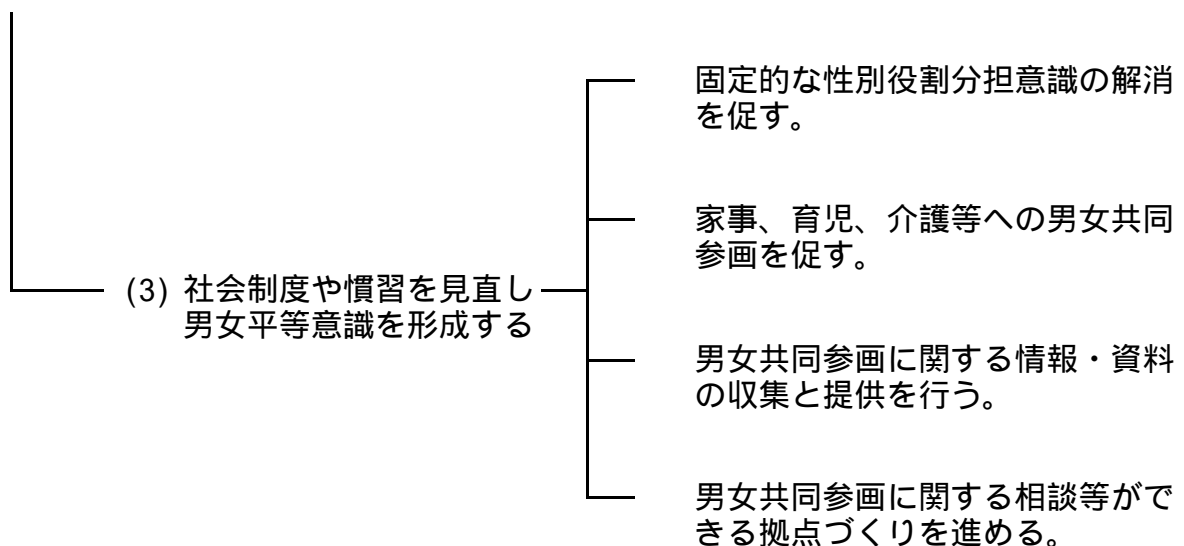 固定的な性別役割分担意識の解消
を促す。
家事、育児、介護等への男女共同
参画を促す。
(3) 社会制度や慣習を見直し
男女平等意識を形成する
男女共同参画に関する情報・資料
の収集と提供を行う。
男女共同参画に関する相談等がで
きる拠点づくりを進める。